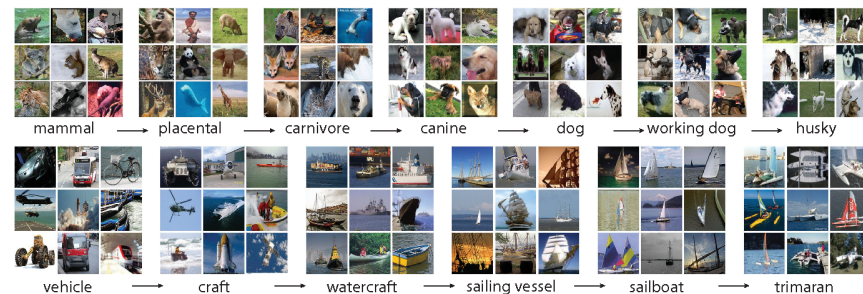 mammal placental carnivore canine dog working dog husky
vehicle craft watercraft sailing vessel sailboat trimaran